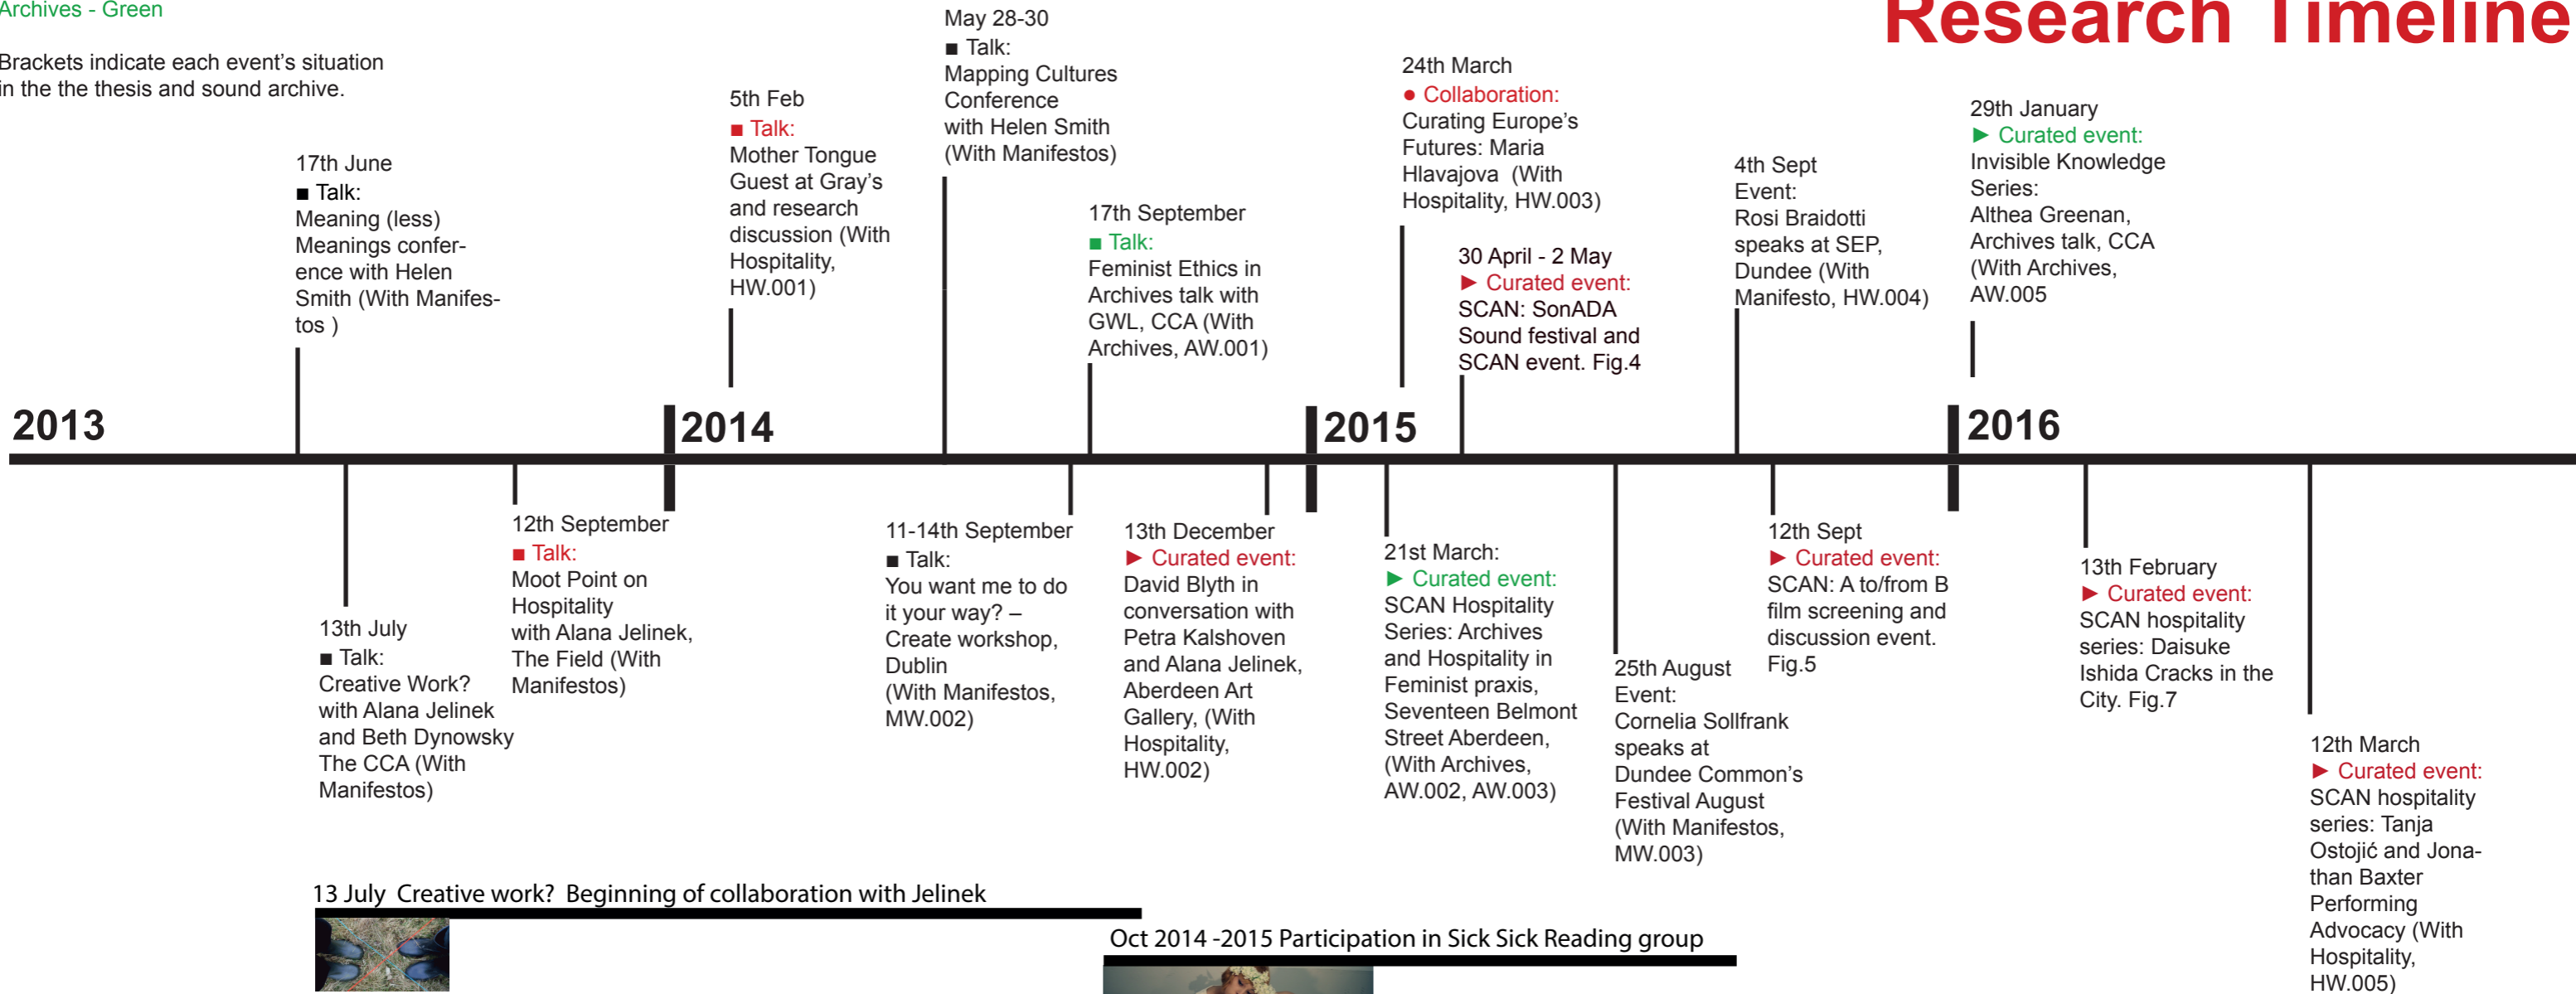 Archives - Green
Brackets indicate each event's situation
in the the thesis and sound archive.
Research Timeline
17th June
■ Talk:
Meaning (less)
Meanings confer-
ence with Helen
Smith (With Manifes-
tos )
5th Feb
■ Talk:
Mother Tongue
Guest at Gray's
and research
discussion (With
Hospitality,
HW.001)
May 28-30
■ Talk:
Mapping Cultures
Conference
with Helen Smith
(With Manifestos)
17th September
■ Talk:
Feminist Ethics in
Archives talk with
GWL, CCA (With
Archives, AW.001)
24th March
● Collaboration:
Curating Europe's
Futures: Maria
Hlavajova  (With
Hospitality, HW.003)
30 April - 2 May
► Curated event:
SCAN: SonADA
Sound festival and
SCAN event. Fig.4
4th Sept
Event:
Rosi Braidotti
speaks at SEP,
Dundee (With
Manifesto, HW.004)
29th January
► Curated event:
Invisible Knowledge
Series:
Althea Greenan,
Archives talk, CCA
(With Archives,
AW.005
2013
2014
2015
2016
13th July
■ Talk:
Creative Work?
with Alana Jelinek
and Beth Dynowsky
The CCA (With
Manifestos)
12th September
■ Talk:
Moot Point on
Hospitality
with Alana Jelinek,
The Field (With
Manifestos)
11-14th September
■ Talk:
You want me to do
it your way? –
Create workshop,
Dublin
(With Manifestos,
MW.002)
13th December
► Curated event:
David Blyth in
conversation with
Petra Kalshoven
and Alana Jelinek,
Aberdeen Art
Gallery, (With
Hospitality,
HW.002)
21st March:
► Curated event:
SCAN Hospitality
Series: Archives
and Hospitality in
Feminist praxis,
Seventeen Belmont
Street Aberdeen,
(With Archives,
AW.002, AW.003)
25th August
Event:
Cornelia Sollfrank
speaks at
Dundee Common's
Festival August
(With Manifestos,
MW.003)
12th Sept
► Curated event:
SCAN: A to/from B
film screening and
discussion event.
Fig.5
13th February
► Curated event:
SCAN hospitality
series: Daisuke
Ishida Cracks in the
City. Fig.7
12th March
► Curated event:
SCAN hospitality
series: Tanja
Ostojić and Jona-
than Baxter
Performing
Advocacy (With
Hospitality,
HW.005)
13 July  Creative work?  Beginning of collaboration with Jelinek
Oct 2014 -2015 Participation in Sick Sick Reading group